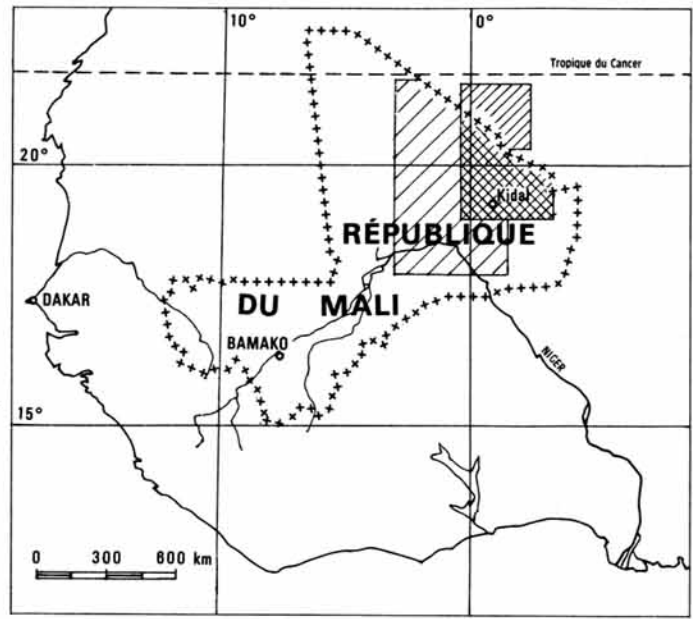 10° 0°
Tropique du Cancer
20°
Kidal
RÉPUBLIQUE
DAKAR DU MALI
BAMAKO
NIGER
15°
0 300 600 km